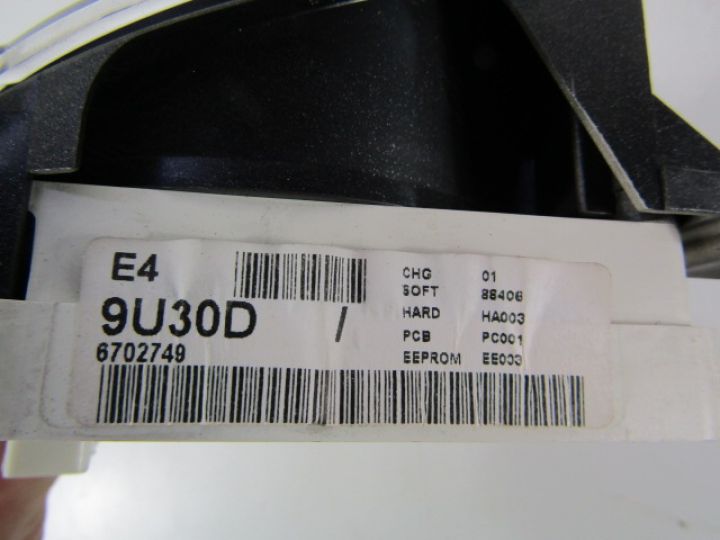 E4
9U30D /
6702749
CHG 01
SOFT 88406
HARD HA003
PCB PC001
EEPROM EE003